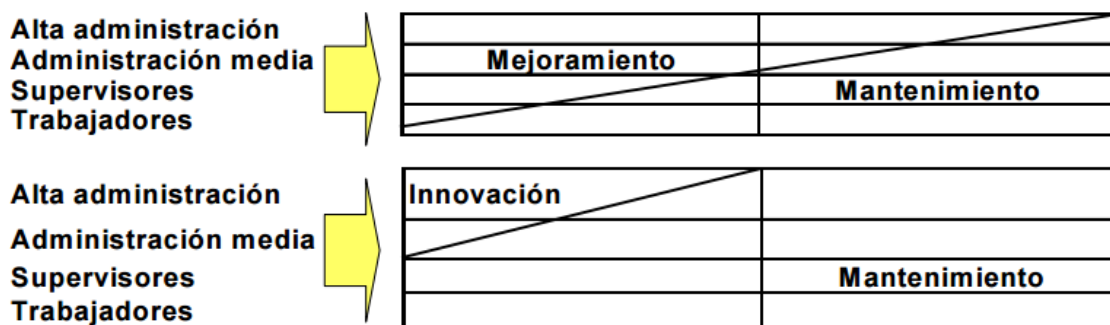 Alta administración
Administración media
Supervisores
Trabajadores
Mejoramiento
Mantenimiento
Alta administración
Administración media
Supervisores
Trabajadores
Innovación
Mantenimiento